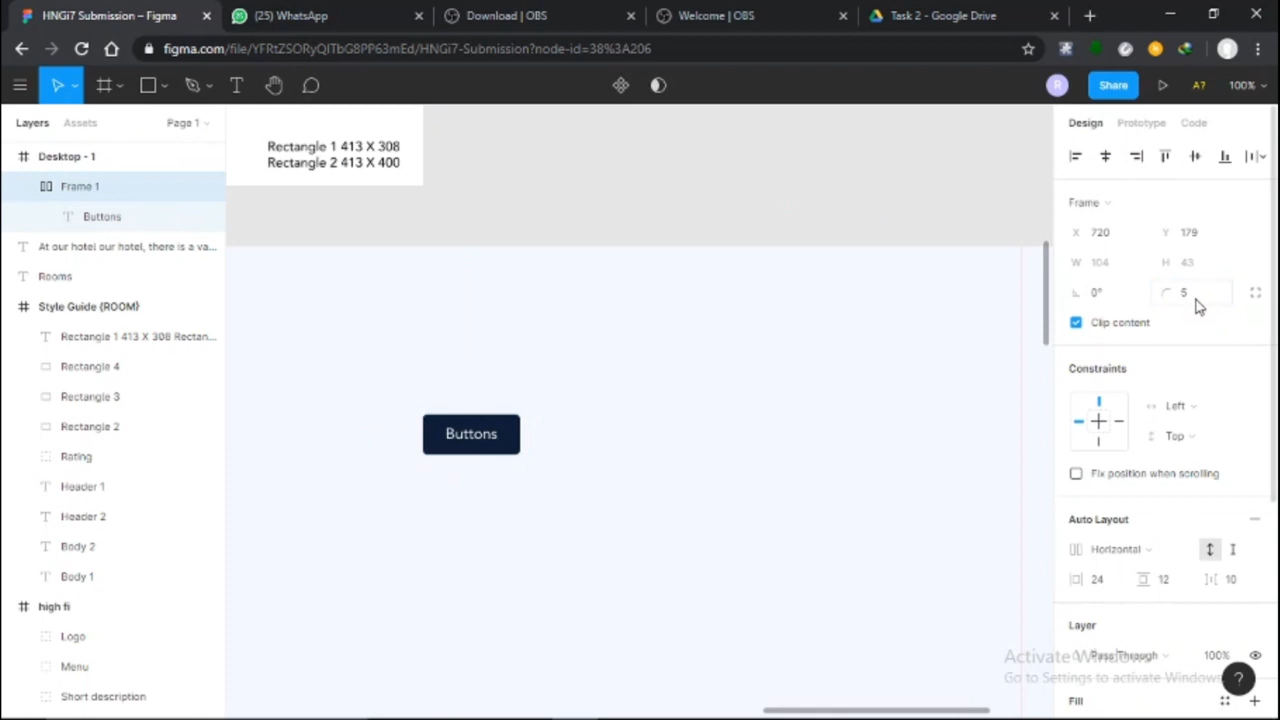 HNGi7 Submission – Figma
(25) WhatsApp
Download | OBS
Welcome | OBS
Task 2 - Google Drive
figma.com/file/YFRtZSORyQlTbG8PP63mEd/HNGi7-Submission?node-id=38%3A206
R
Share
A?
100%
Layers
Assets
Page 1
Desktop - 1
Frame 1
Buttons
At our hotel our hotel, there is a va...
Rooms
Style Guide {ROOM}
Rectangle 1 413 X 308 Rectan...
Rectangle 4
Rectangle 3
Rectangle 2
Rating
Header 1
Header 2
Body 2
Body 1
high fi
Logo
Menu
Short description
Rectangle 1 413 X 308
Rectangle 2 413 X 400
Buttons
Design
Prototype
Code
Frame
X 720
Y 179
W 104
H 43
0°
5
Clip content
Constraints
Left
Top
Fix position when scrolling
Auto Layout
Horizontal
24
12
10
Layer
Pass Through
100%
Activate Windows
Go to Settings to activate Windows.
?
Fill